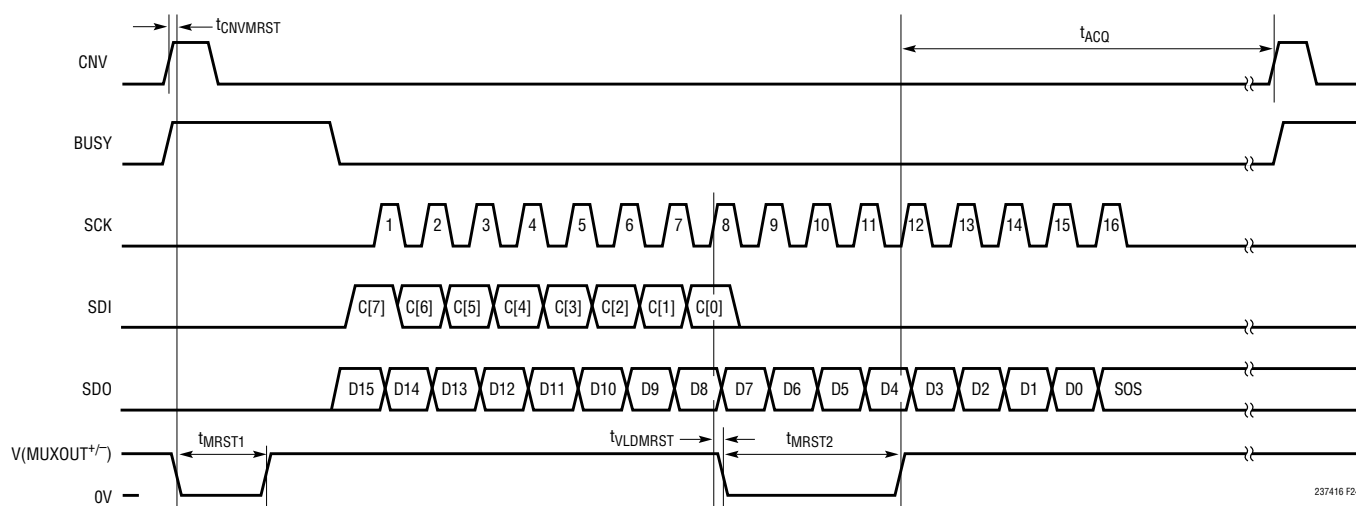 tCNVMRST
tACQ
CNV
BUSY
SCK
1 2 3 4 5 6 7 8 9 10 11 12 13 14 15 16
SDI
C[7] C[6] C[5] C[4] C[3] C[2] C[1] C[0]
SDO
D15 D14 D13 D12 D11 D10 D9 D8 D7 D6 D5 D4 D3 D2 D1 D0 SOS
tMRST1
tVLDMRST
tMRST2
V(MUXOUT+/–)
0V
237416